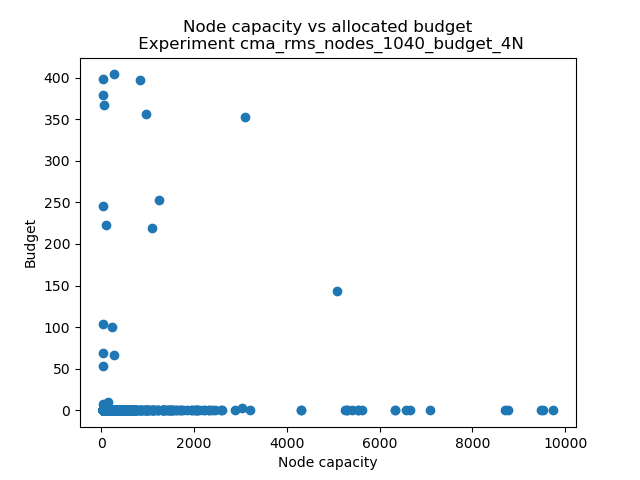 Node capacity vs allocated budget
Experiment cma_rms_nodes_1040_budget_4N
Budget
400
350
300
250
200
150
100
50
0
0 2000 4000 6000 8000 10000
Node capacity